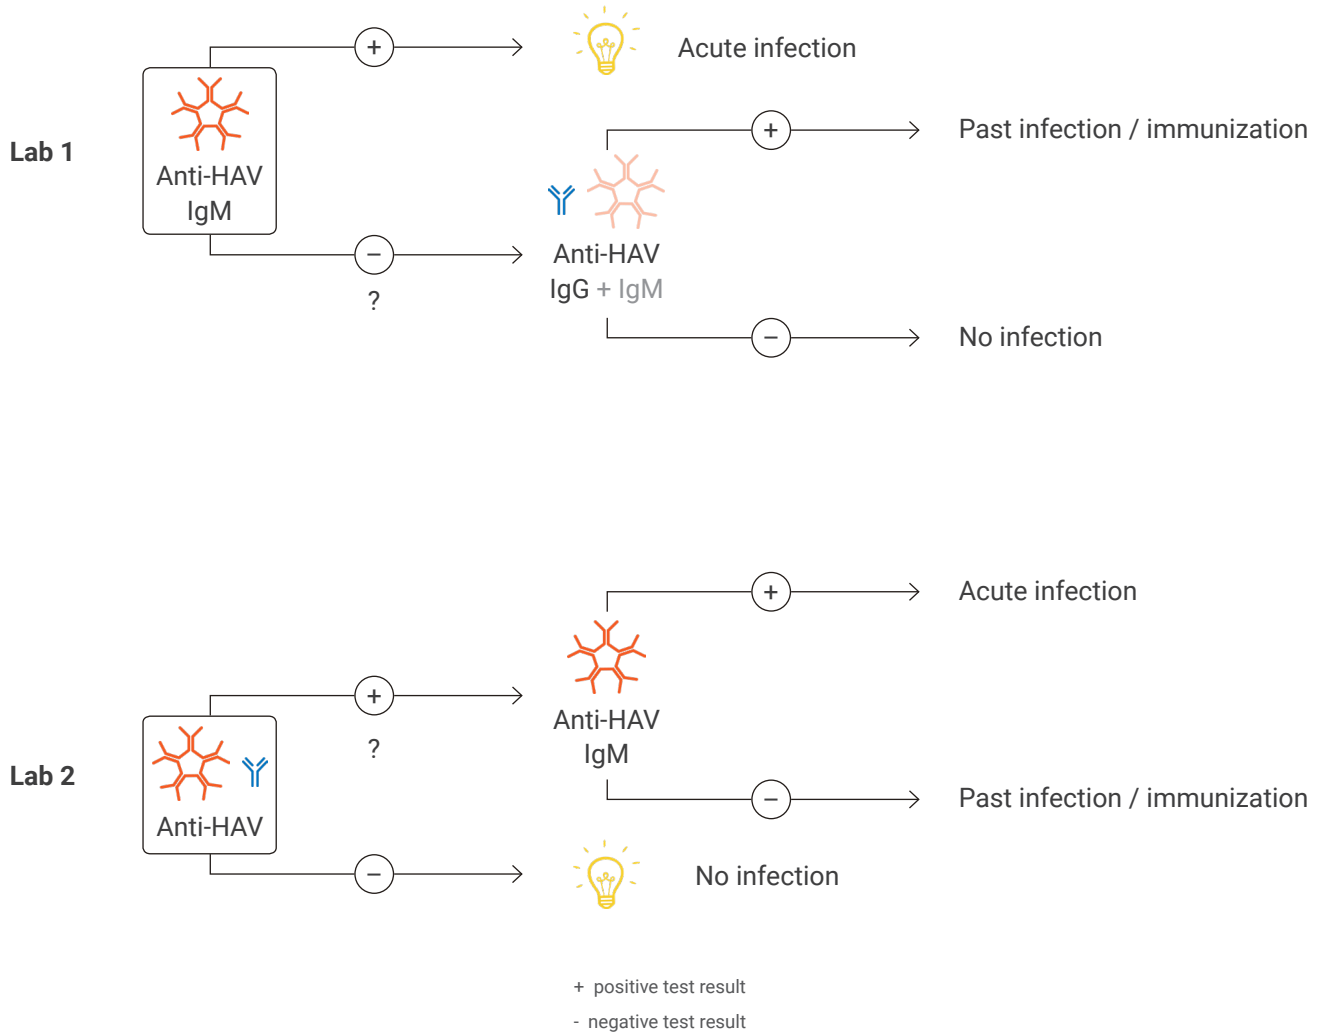 Lab 1
Anti-HAV
IgM
+
Acute infection
−
?
Anti-HAV
IgG + IgM
+
Past infection / immunization
−
No infection
Lab 2
Anti-HAV
+
?
Anti-HAV
IgM
+
Acute infection
−
Past infection / immunization
−
No infection
+ positive test result
- negative test result